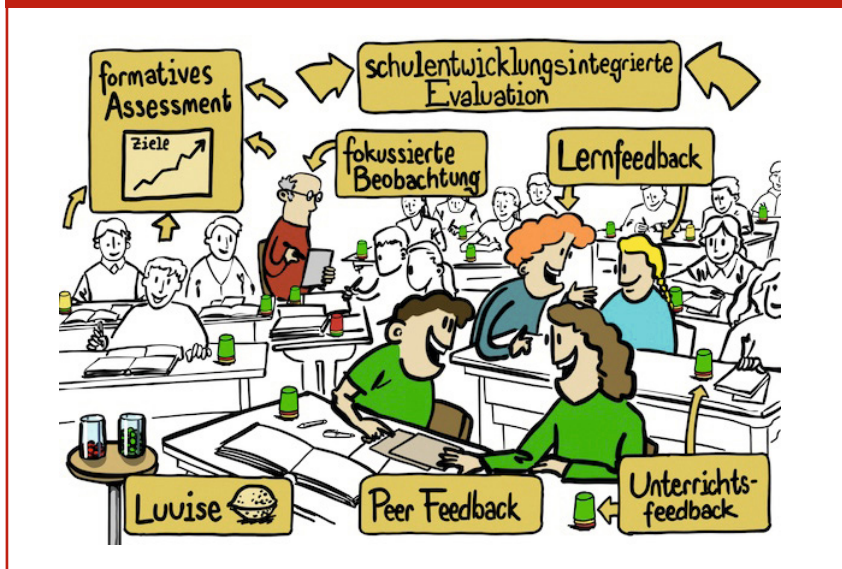 formatives
Assessment
Ziele
schulentwicklungsintegrierte
Evaluation
fokussierte
Beobachtung
Lernfeedback
Luuise
Peer Feedback
Unterrichts-
feedback